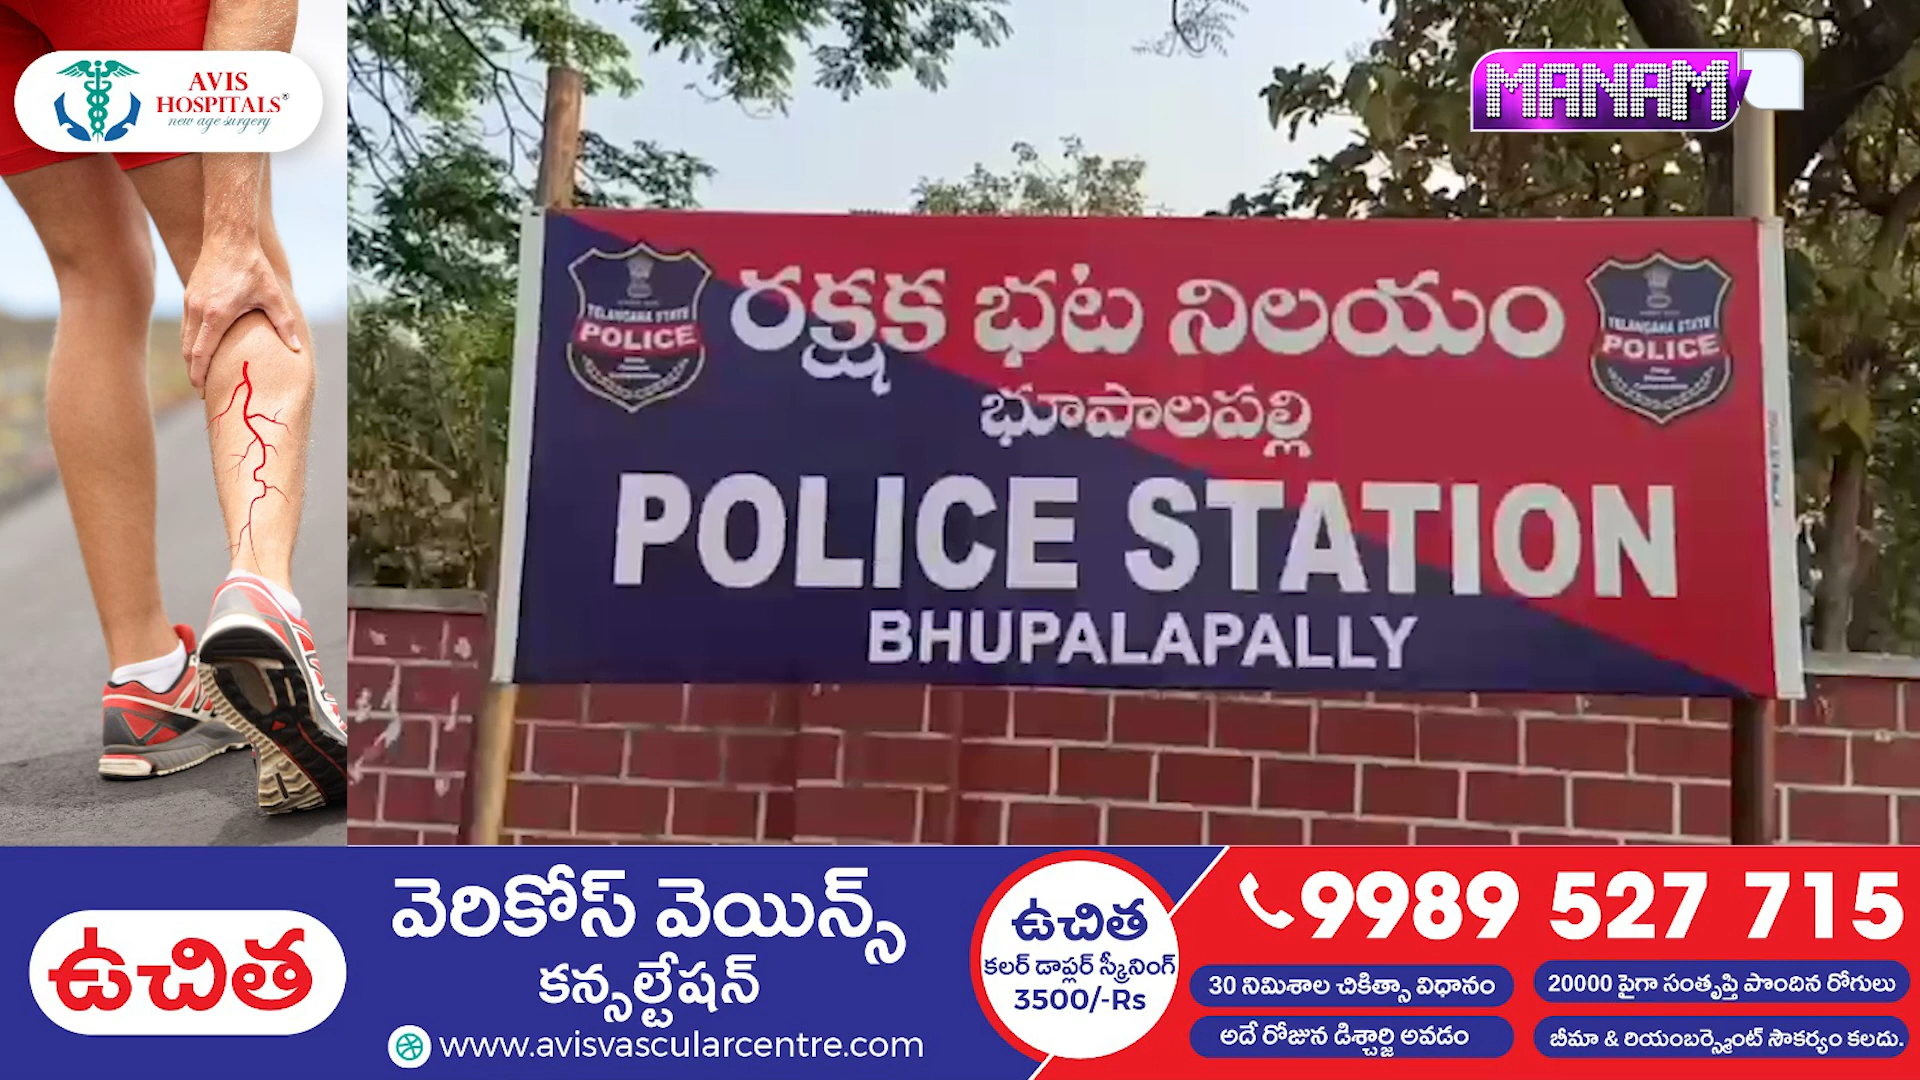 AVIS
HOSPITALS®
new age surgery
MANAM
TELANGANA STATE
POLICE
రక్షక భట నిలయం
భూపాలపల్లి
TELANGANA STATE
POLICE
POLICE STATION
BHUPALAPALLY
ఉచిత
వెరికోస్ వెయిన్స్
కన్సల్టేషన్
www.avisvascularcentre.com
ఉచిత
కలర్ డాప్లర్ స్క్రీనింగ్
3500/-Rs
9989 527 715
30 నిమిశాల చికిత్సా విధానం
20000 పైగా సంతృప్తి పొందిన రోగులు
అదే రోజున డిశ్చార్జి అవడం
బీమా & రియంబర్స్మెంట్ సౌకర్యం కలదు.